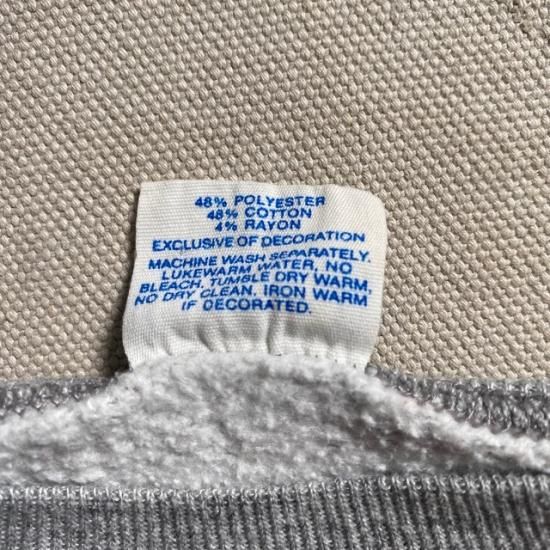 48% POLYESTER
48% COTTON
4% RAYON
EXCLUSIVE OF DECORATION
MACHINE WASH SEPARATELY.
LUKEWARM WATER, NO
BLEACH. TUMBLE DRY WARM,
NO DRY CLEAN, IRON WARM
IF DECORATED.